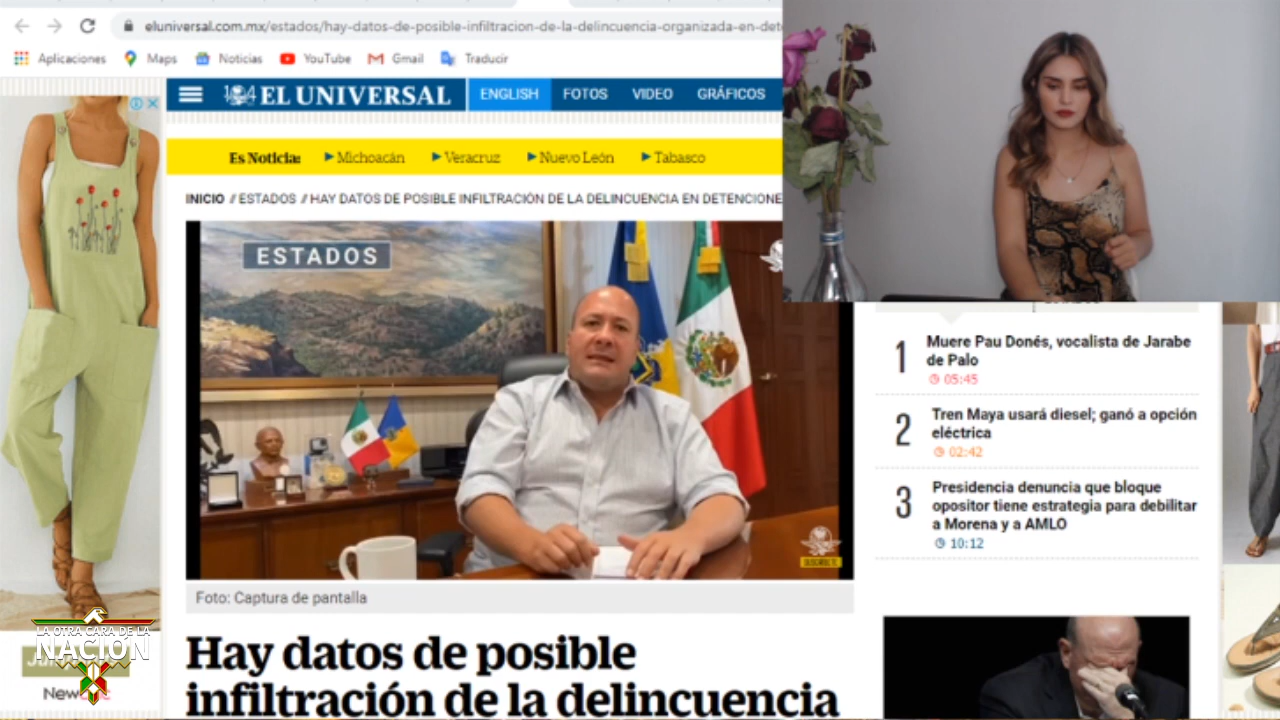 eluniversal.com.mx/estados/hay-datos-de-posible-infiltracion-de-la-delincuencia-organizada-en-dete
Aplicaciones Maps Noticias YouTube Gmail Traducir
EL UNIVERSAL ENGLISH FOTOS VIDEO GRÁFICOS
Es Noticia: Michoacán Veracruz Nuevo León Tabasco
INICIO // ESTADOS // HAY DATOS DE POSIBLE INFILTRACIÓN DE LA DELINCUENCIA EN DETENCIONE
ESTADOS
1 Muere Pau Donés, vocalista de Jarabe
de Palo
05:45
2 Tren Maya usará diesel; ganó a opción
eléctrica
02:42
3 Presidencia denuncia que bloque
opositor tiene estrategia para debilitar
a Morena y a AMLO
10:12
Foto: Captura de pantalla
LA OTRA CARA DE LA
NACIÓN
Hay datos de posible
infiltración de la delincuencia